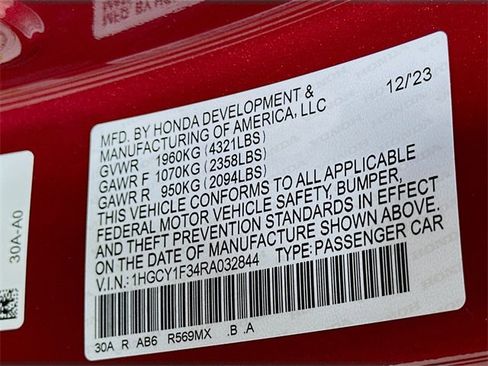 12/'23
MFD. BY HONDA DEVELOPMENT &
MANUFACTURING OF AMERICA, LLC
GVWR 1960KG (4321LBS)
GAWR F 1070KG (2358LBS)
GAWR R 950KG (2094LBS)
THIS VEHICLE CONFORMS TO ALL APPLICABLE
FEDERAL MOTOR VEHICLE SAFETY, BUMPER,
AND THEFT PREVENTION STANDARDS IN EFFECT
ON THE DATE OF MANUFACTURE SHOWN ABOVE.
V.I.N.: 1HGCY1F34RA032844 TYPE: PASSENGER CAR
30A R AB6 R569MX .B .A
30A-A0